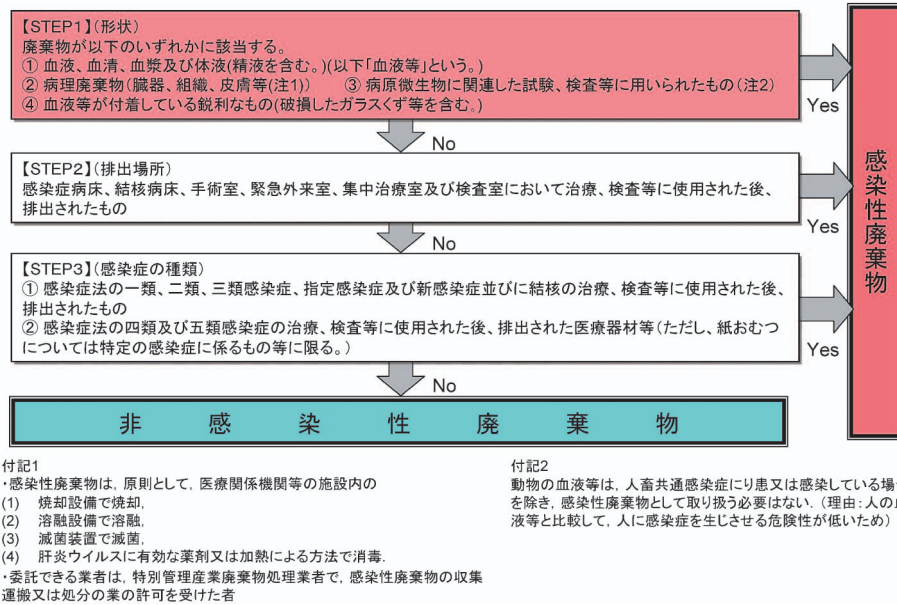 【STEP1】(形状)
廃棄物が以下のいずれかに該当する。
① 血液、血清、血漿及び体液(精液を含む。)(以下「血液等」という。)
② 病理廃棄物(臓器、組織、皮膚等(注1)) ③ 病原微生物に関連した試験、検査等に用いられたもの(注2)
④ 血液等が付着している鋭利なもの(破損したガラスくず等を含む。)
Yes
No
【STEP2】(排出場所)
感染症病床、結核病床、手術室、緊急外来室、集中治療室及び検査室において治療、検査等に使用された後、
排出されたもの
Yes
No
【STEP3】(感染症の種類)
① 感染症法の一類、二類、三類感染症、指定感染症及び新感染症並びに結核の治療、検査等に使用された後、
排出されたもの
② 感染症法の四類及び五類感染症の治療、検査等に使用された後、排出された医療器材等(ただし、紙おむつ
については特定の感染症に係るもの等に限る。)
Yes
No
感染性廃棄物
非感染性廃棄物
付記1
・感染性廃棄物は, 原則として, 医療関係機関等の施設内の
(1) 焼却設備で焼却,
(2) 溶融設備で溶融,
(3) 滅菌装置で滅菌,
(4) 肝炎ウイルスに有効な薬剤又は加熱による方法で消毒.
・委託できる業者は, 特別管理産業廃棄物処理業者で, 感染性廃棄物の収集
運搬又は処分の業の許可を受けた者
付記2
動物の血液等は, 人畜共通感染症にり患又は感染している場
を除き, 感染性廃棄物として取り扱う必要はない. (理由:人の
液等と比較して, 人に感染症を生じさせる危険性が低いため)